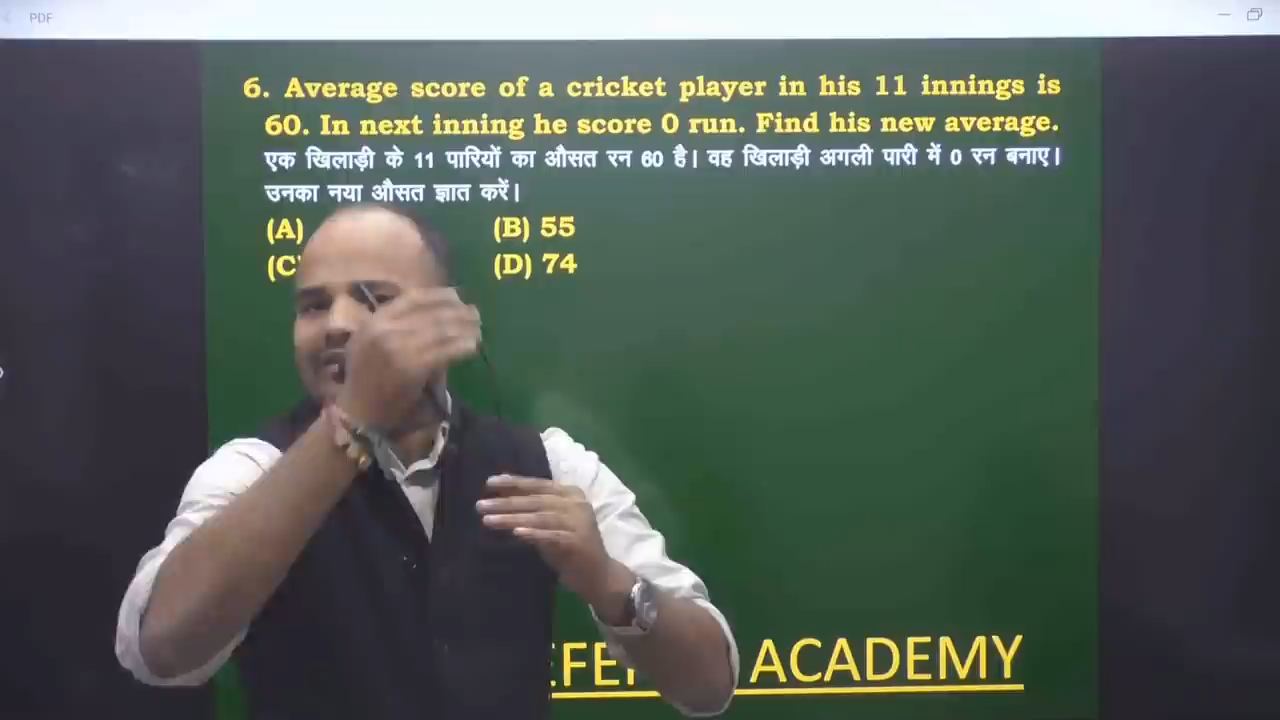 PDF
6. Average score of a cricket player in his 11 innings is
60. In next inning he score 0 run. Find his new average.
एक खिलाड़ी के 11 पारियों का औसत रन 60 है। वह खिलाड़ी अगली पारी में 0 रन बनाए।
उनका नया औसत ज्ञात करें।
(A) (B) 55
(C (D) 74
ACADEMY